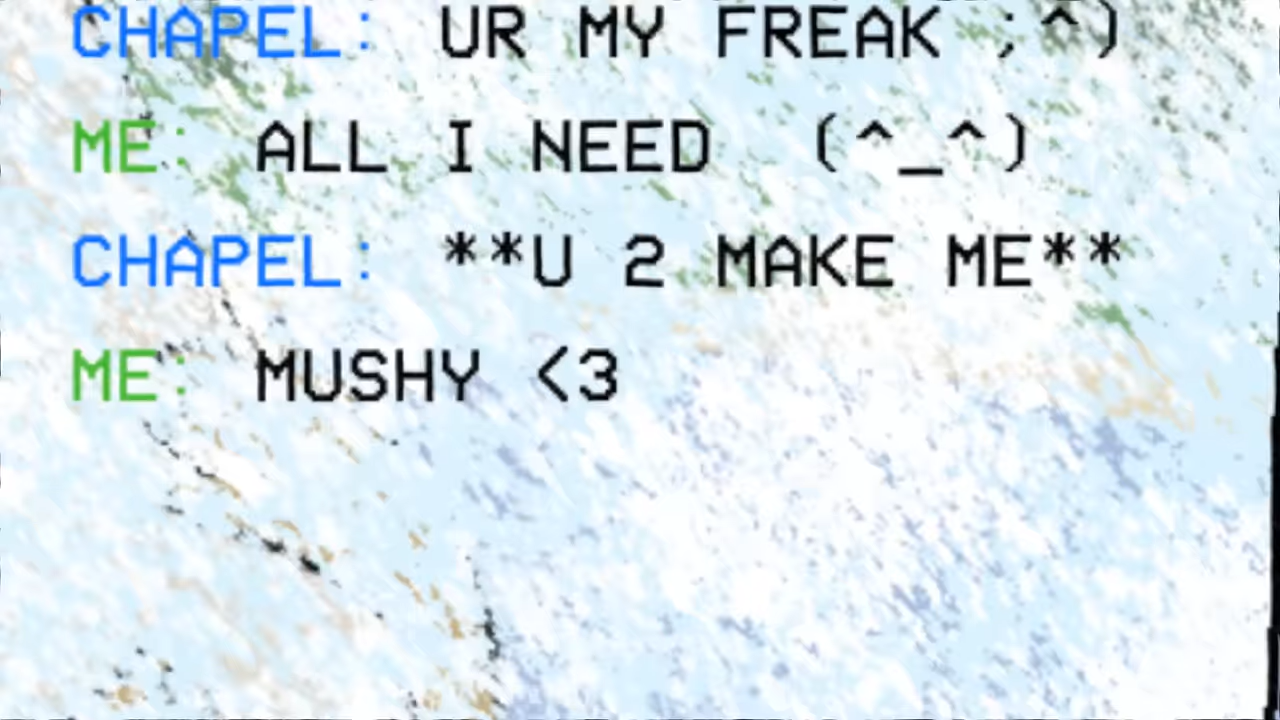 CHAPEL: UR MY FREAK ;^)
ME: ALL I NEED (^_^)
CHAPEL: **U 2 MAKE ME**
ME: MUSHY <3